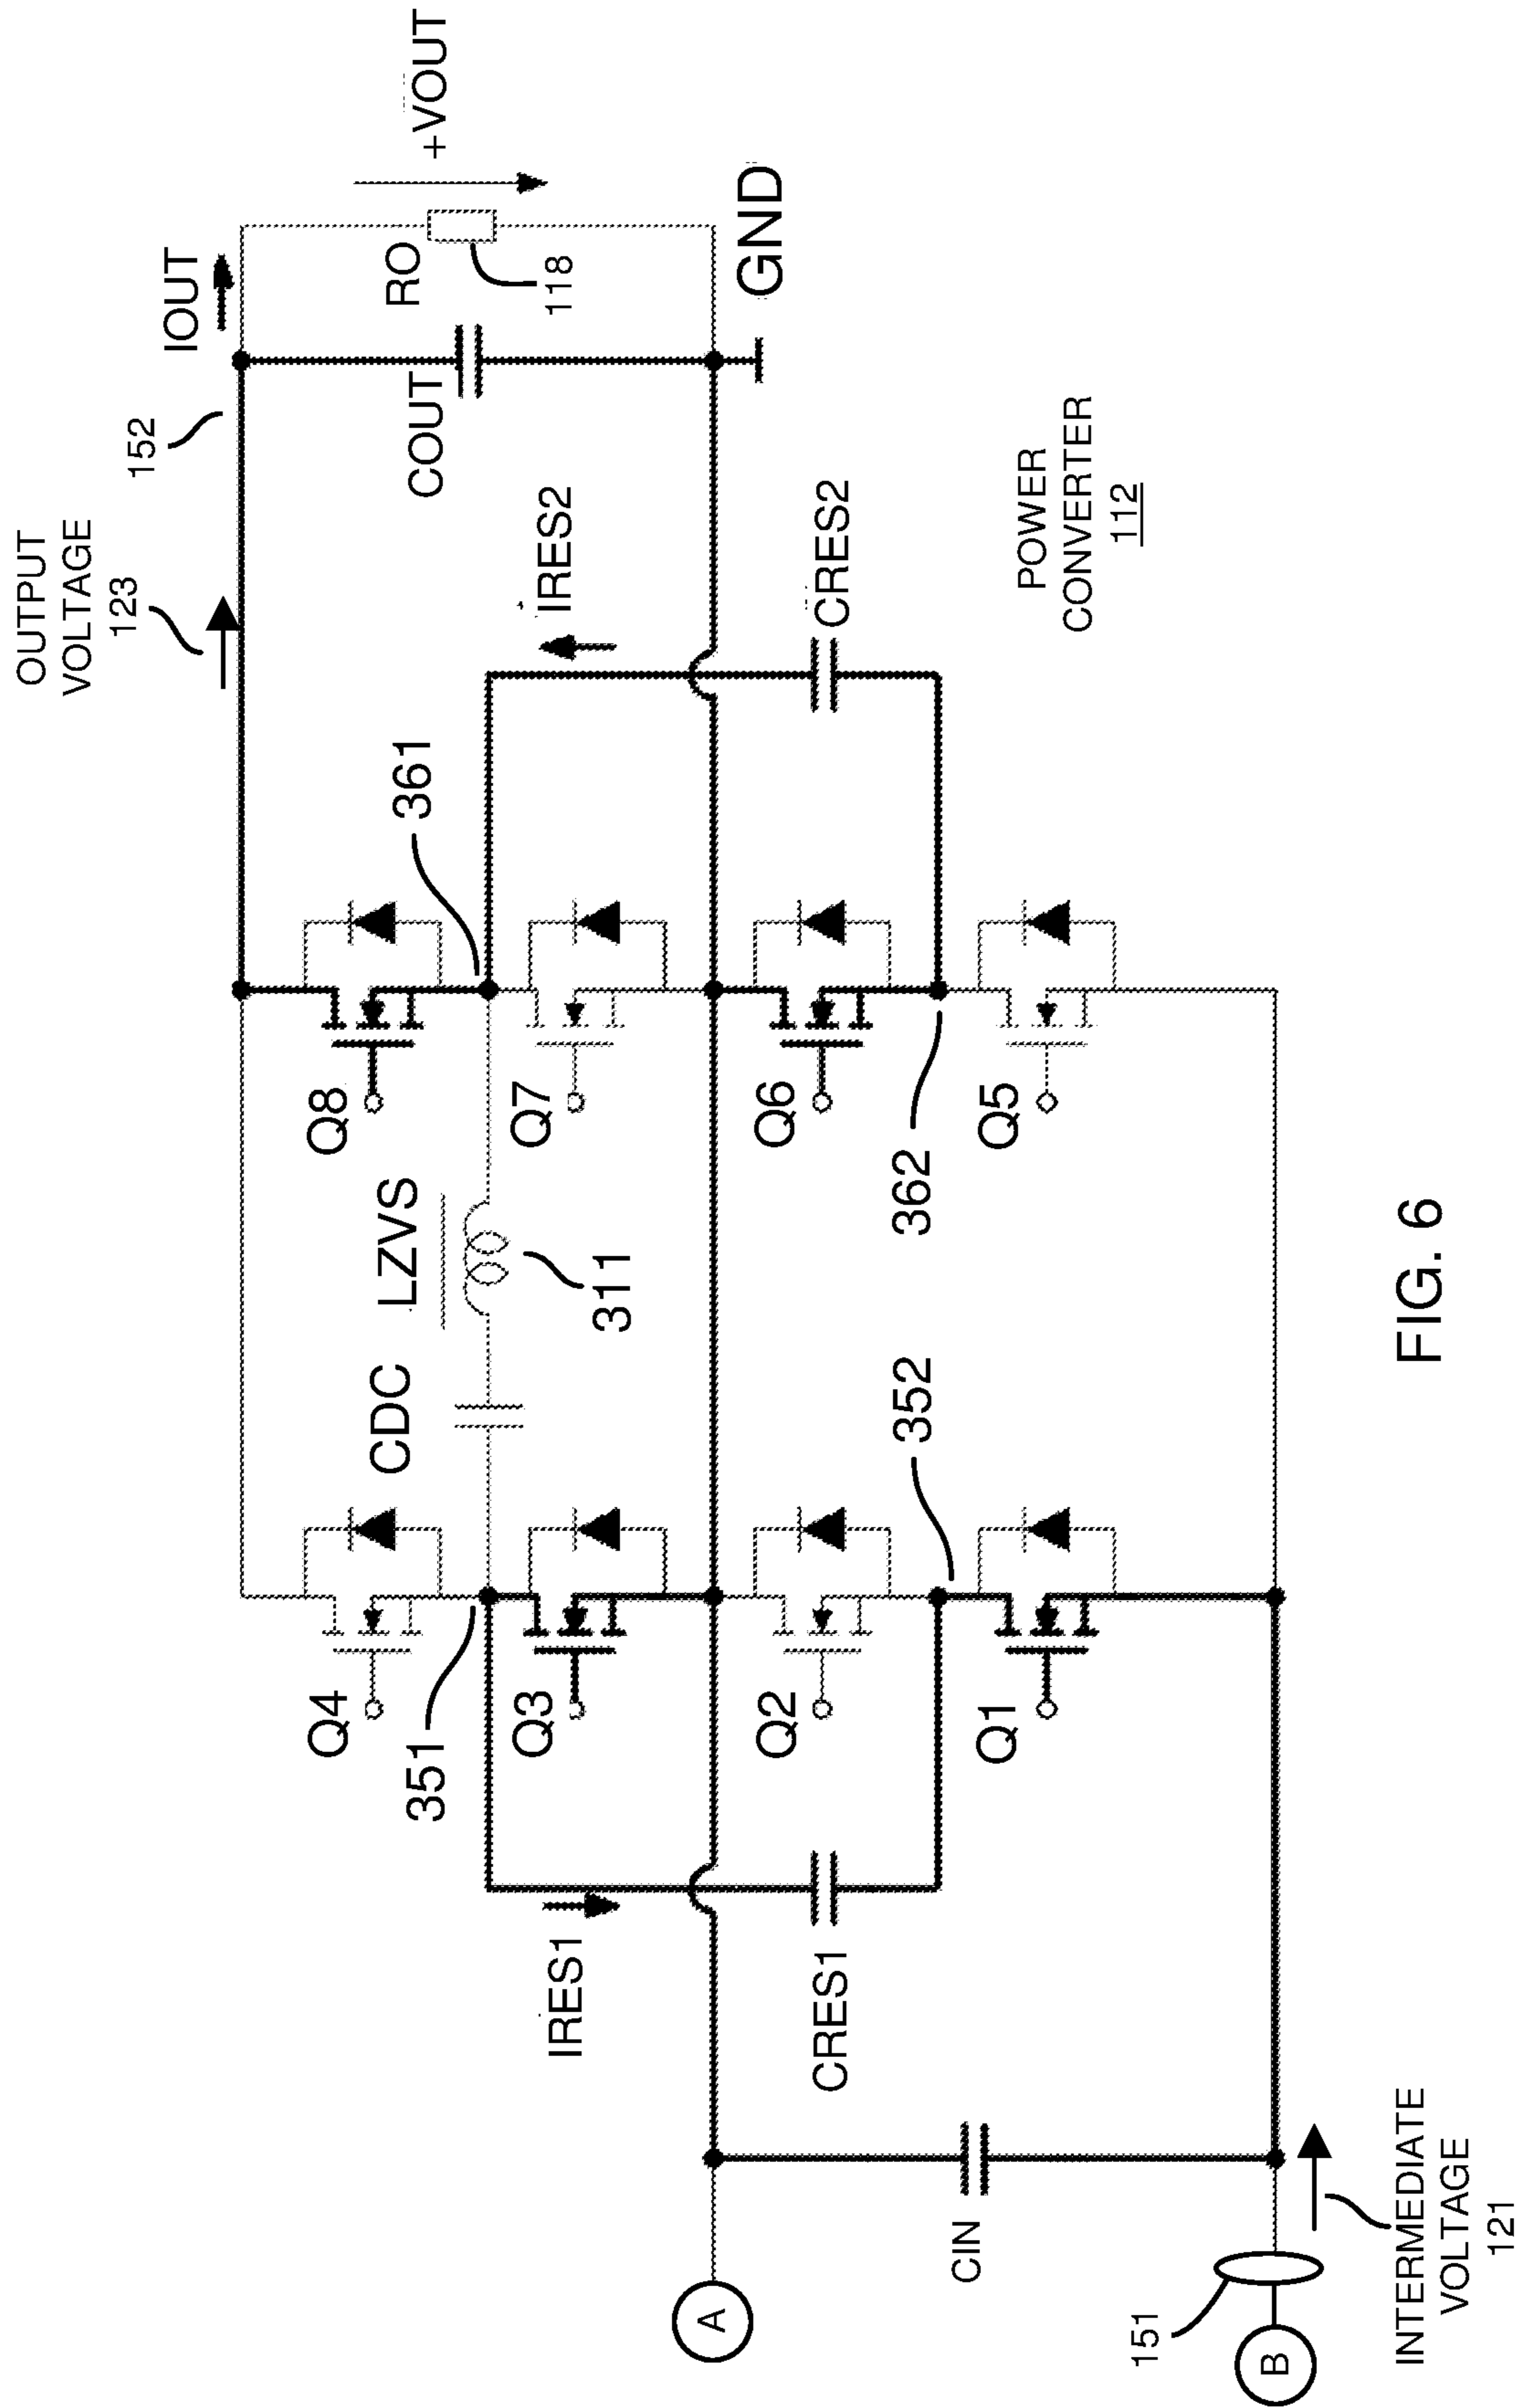 OUTPUT
VOLTAGE
123
152
IOUT
+VOUT
RO
118
COUT
GND
IRES2
CRES2
361
Q8
Q7
Q6
Q5
362
POWER
CONVERTER
112
LZVS
311
CDC
352
351
Q4
Q3
Q2
Q1
IRES1
CRES1
CIN
A
B
151
INTERMEDIATE
VOLTAGE
121
FIG. 6